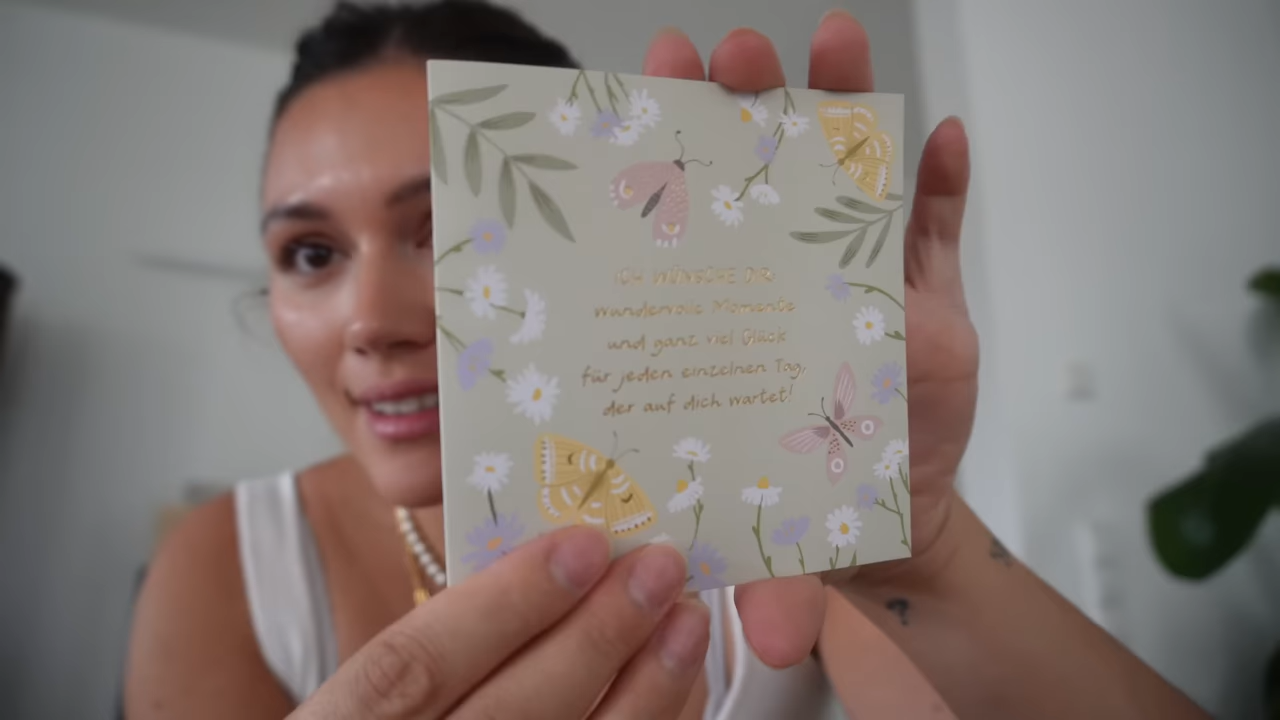 ICH WÜNSCHE DIR
wundervolle Momente
und ganz viel Glück
für jeden einzelnen Tag,
der auf dich wartet!